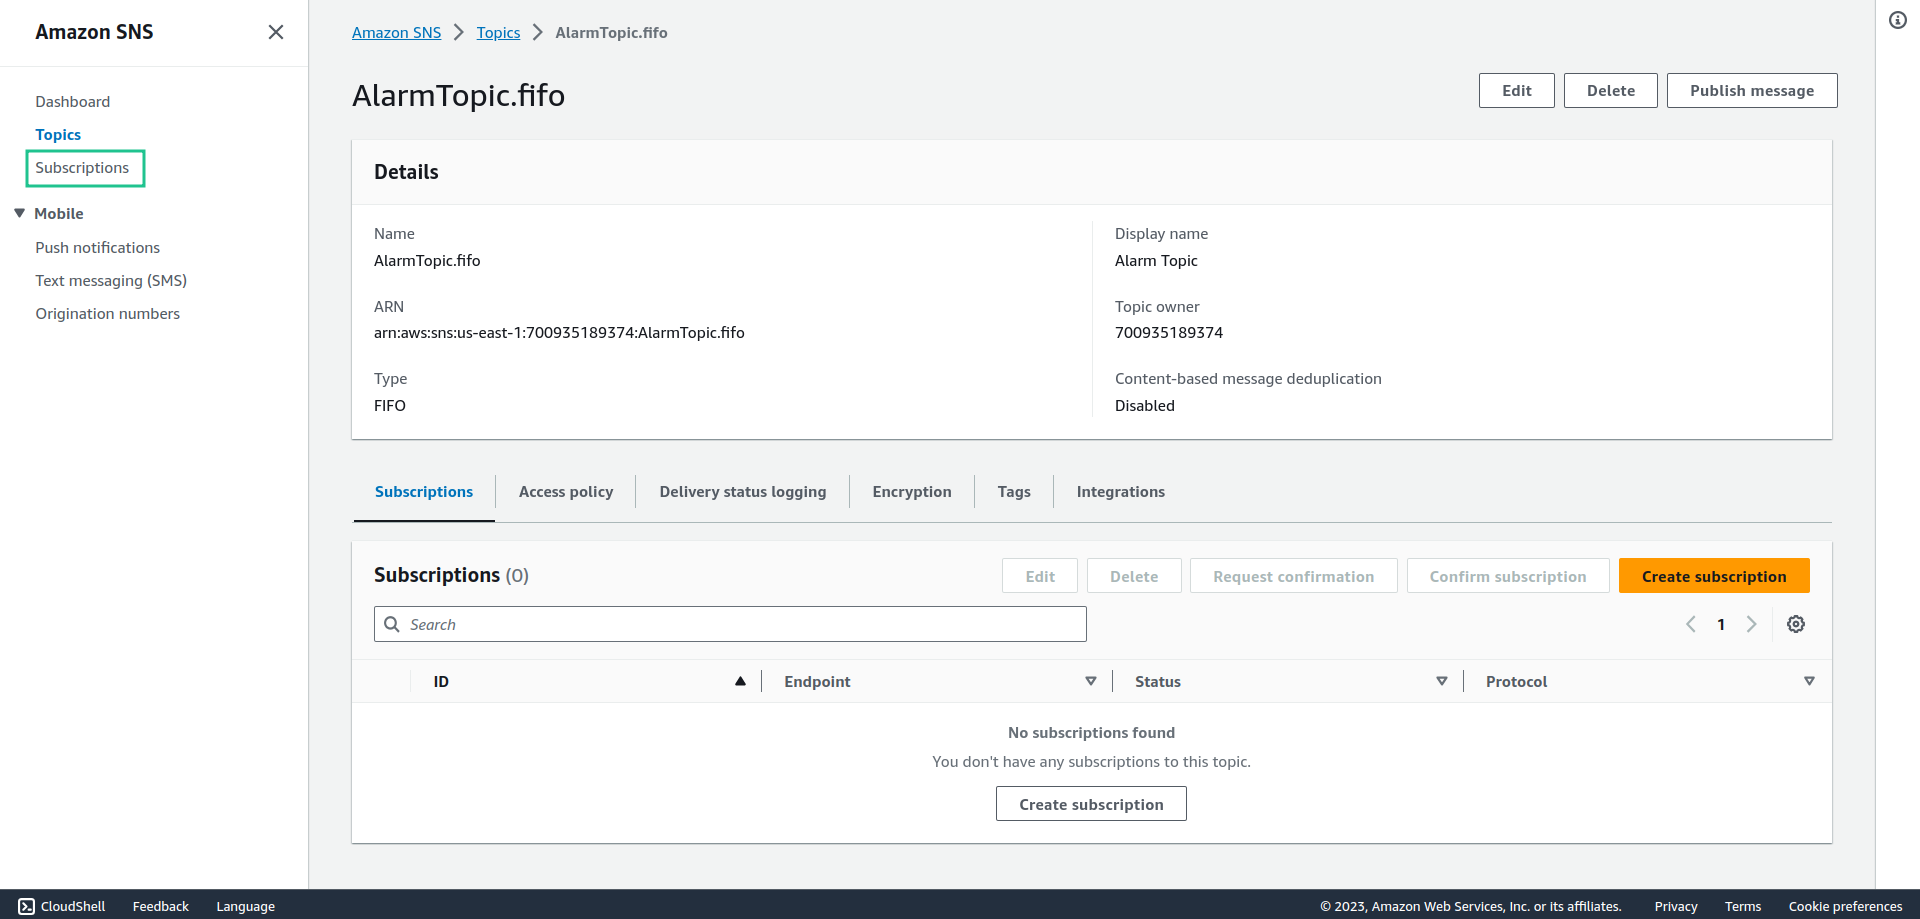 Amazon SNS
Dashboard
Topics
Subscriptions
Mobile
Push notifications
Text messaging (SMS)
Origination numbers
Amazon SNS > Topics > AlarmTopic.fifo
AlarmTopic.fifo
Edit Delete Publish message
Details
Name
AlarmTopic.fifo
ARN
arn:aws:sns:us-east-1:700935189374:AlarmTopic.fifo
Type
FIFO
Display name
Alarm Topic
Topic owner
700935189374
Content-based message deduplication
Disabled
Subscriptions Access policy Delivery status logging Encryption Tags Integrations
Subscriptions (0)
Edit Delete Request confirmation Confirm subscription Create subscription
Search
1
ID Endpoint Status Protocol
No subscriptions found
You don't have any subscriptions to this topic.
Create subscription
CloudShell Feedback Language © 2023, Amazon Web Services, Inc. or its affiliates. Privacy Terms Cookie preferences